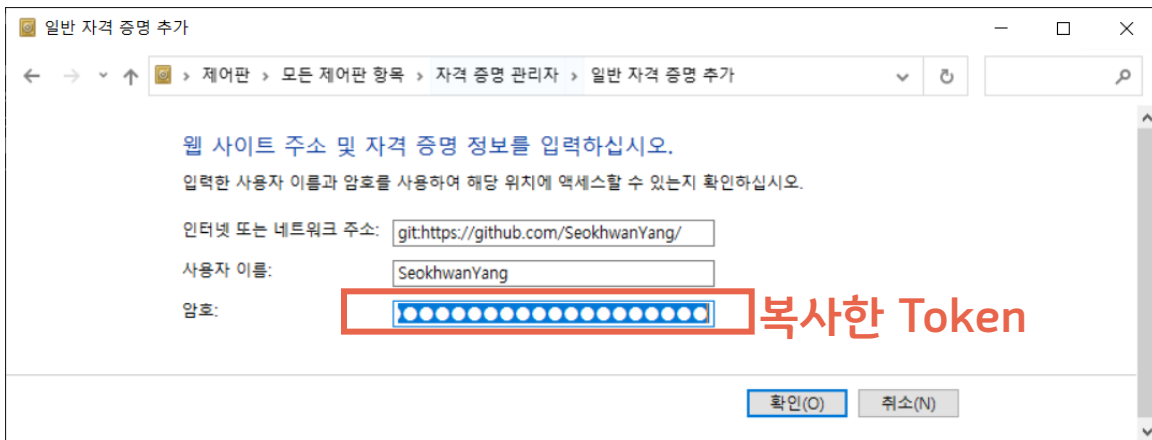 일반 자격 증명 추가
제어판 › 모든 제어판 항목 › 자격 증명 관리자 › 일반 자격 증명 추가
웹 사이트 주소 및 자격 증명 정보를 입력하십시오.
입력한 사용자 이름과 암호를 사용하여 해당 위치에 액세스할 수 있는지 확인하십시오.
인터넷 또는 네트워크 주소: git:https://github.com/SeokhwanYang/
사용자 이름: SeokhwanYang
암호: ●●●●●●●●●●●●●●●●●●● 복사한 Token
확인(O) 취소(N)